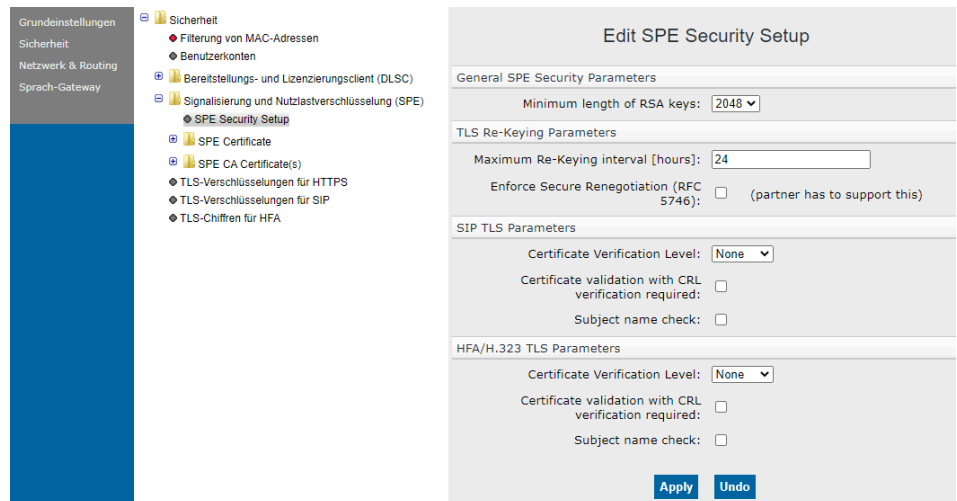 Grundeinstellungen
Sicherheit
Netzwerk & Routing
Sprach-Gateway
Sicherheit
Filterung von MAC-Adressen
Benutzerkonten
Bereitstellungs- und Lizenzierungsclient (DLSC)
Signalisierung und Nutzlastverschlüsselung (SPE)
SPE Security Setup
SPE Certificate
SPE CA Certificate(s)
TLS-Verschlüsselungen für HTTPS
TLS-Verschlüsselungen für SIP
TLS-Chiffren für HFA
Edit SPE Security Setup
General SPE Security Parameters
Minimum length of RSA keys: 2048
TLS Re-Keying Parameters
Maximum Re-Keying interval [hours]: 24
Enforce Secure Renegotiation (RFC
5746): (partner has to support this)
SIP TLS Parameters
Certificate Verification Level: None
Certificate validation with CRL
verification required:
Subject name check:
HFA/H.323 TLS Parameters
Certificate Verification Level: None
Certificate validation with CRL
verification required:
Subject name check:
Apply Undo